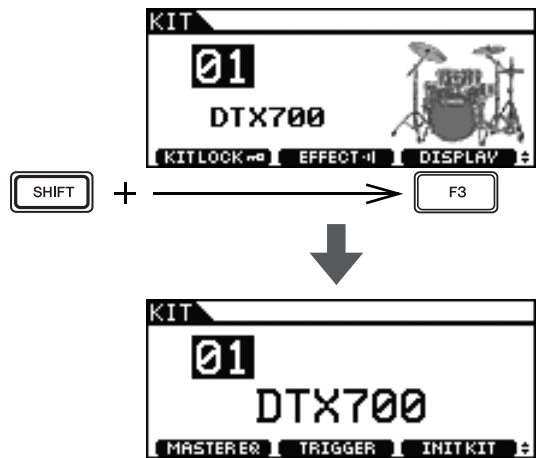 KIT
01
DTX700
KITLOCK EFFECT DISPLAY
SHIFT + F3
KIT
01
DTX700
MASTER EQ TRIGGER INIT KIT